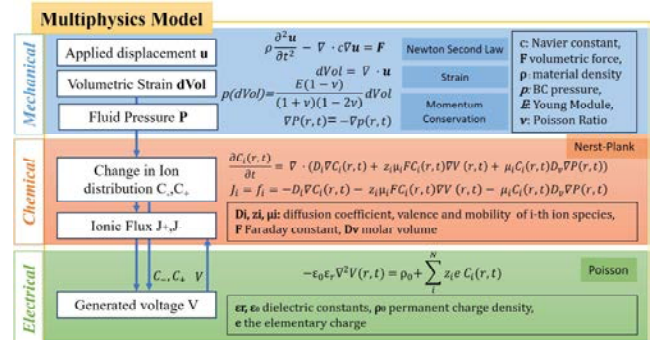 Multiphysics Model
Mechanical
Applied displacement u
Volumetric Strain dVol
Fluid Pressure P
ρ ∂²u/∂t² − ∇ · c∇u = F
dVol = ∇ · u
p(dVol) = E(1 − ν)/((1 + ν)(1 − 2ν)) dVol
∇P(r, t) = −∇p(r, t)
Newton Second Law
Strain
Momentum
Conservation
c: Navier constant,
F volumetric force,
ρ: material density
p: BC pressure,
E: Young Module,
ν: Poisson Ratio
Chemical
Nerst-Plank
Change in Ion
distribution C₋,C₊
Ionic Flux J+,J-
∂Cᵢ(r, t)/∂t = ∇ · (Dᵢ∇Cᵢ(r, t) + zᵢμᵢFCᵢ(r, t)∇V (r, t) + μᵢCᵢ(r, t)Dᵥ∇P(r, t))
Jᵢ = fᵢ = −Dᵢ∇Cᵢ(r, t) − zᵢμᵢFCᵢ(r, t)∇V (r, t) − μᵢCᵢ(r, t)Dᵥ∇P(r, t)
Di, zi, μi: diffusion coefficient, valence and mobility of i-th ion species,
F Faraday constant, Dv molar volume
Electrical
C₋, C₊ V
Generated voltage V
Poisson
−ε₀εᵣ∇²V(r, t) = ρ₀ + ∑ᵢᴺ zᵢe Cᵢ(r, t)
εr, ε₀ dielectric constants, ρ₀ permanent charge density,
e the elementary charge